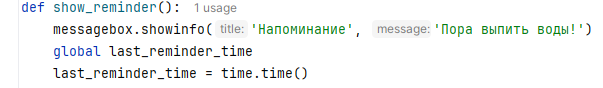 def show_reminder():  1 usage
    messagebox.showinfo( title: 'Напоминание',  message: 'Пора выпить воды!')
    global last_reminder_time
    last_reminder_time = time.time()